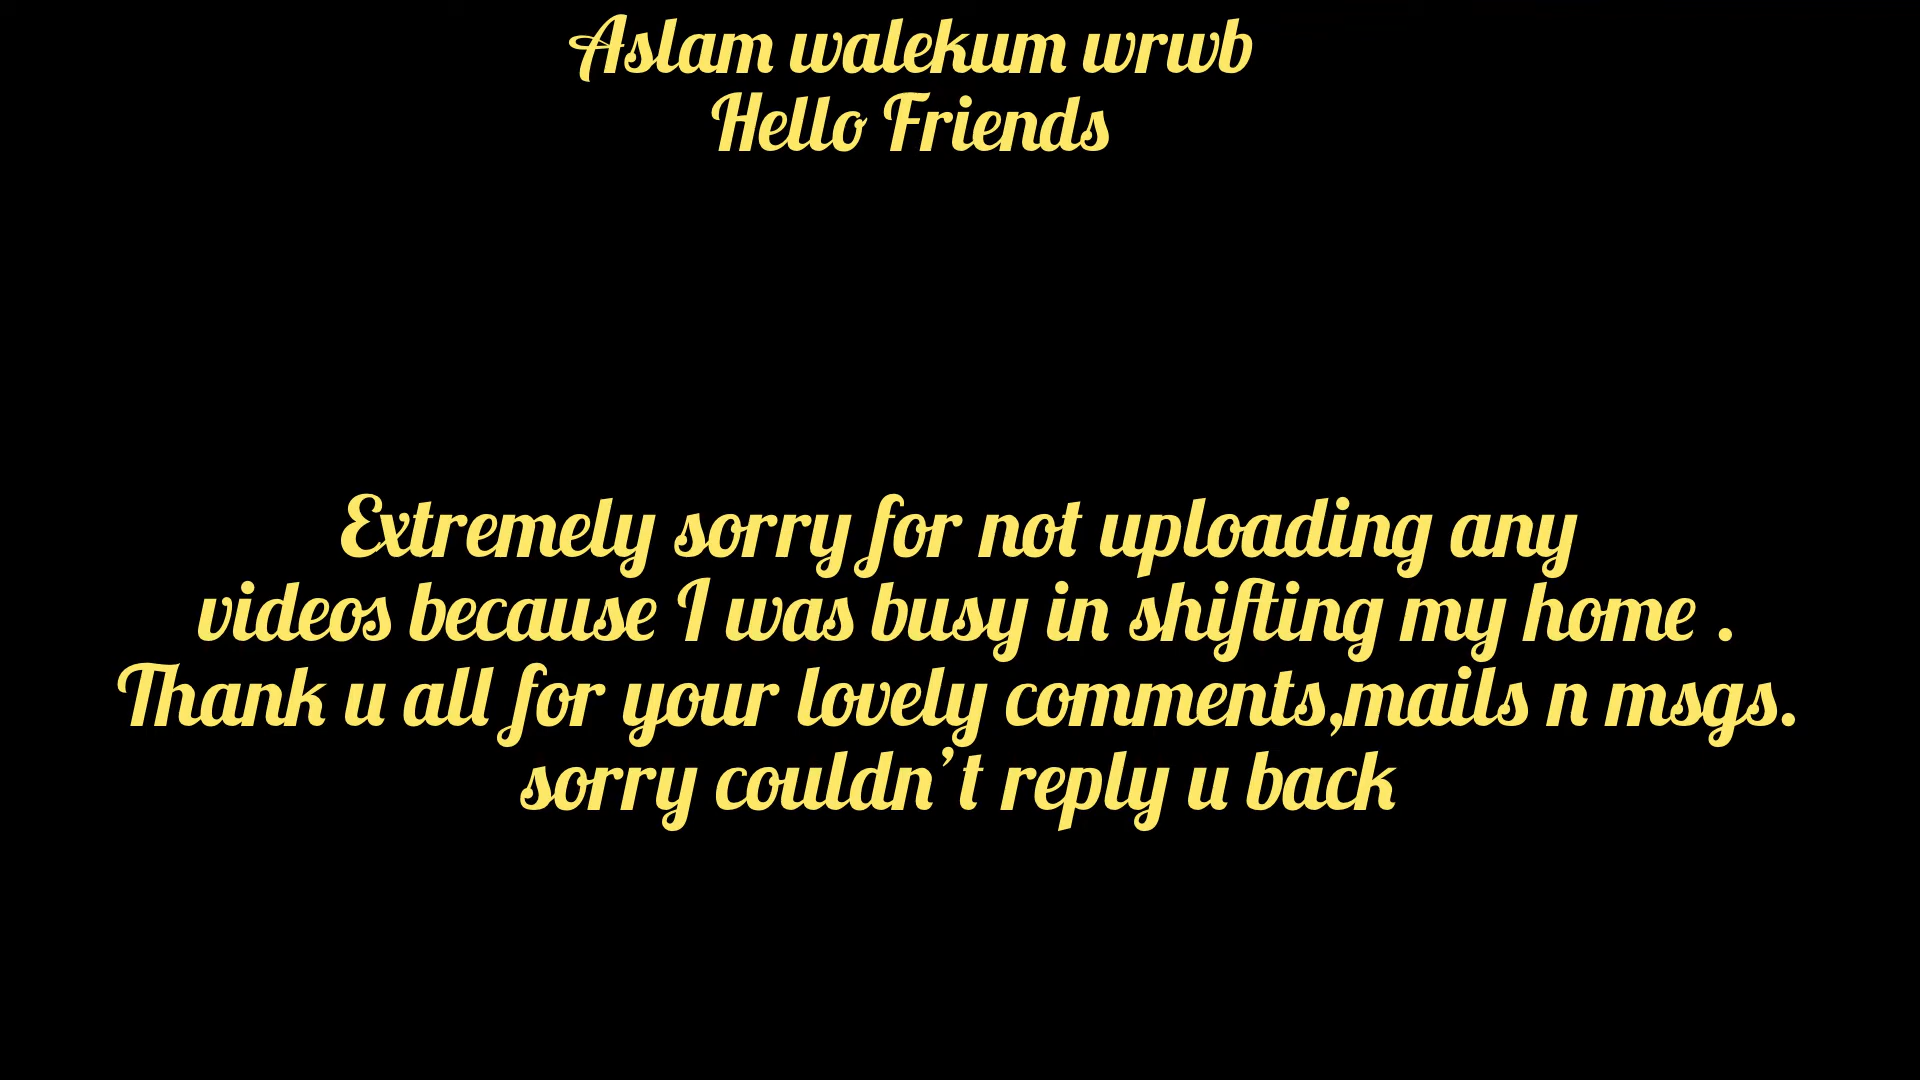 Aslam walekum wrwb
Hello Friends
Extremely sorry for not uploading any
videos because I was busy in shifting my home .
Thank u all for your lovely comments,mails n msgs.
sorry couldn't reply u back